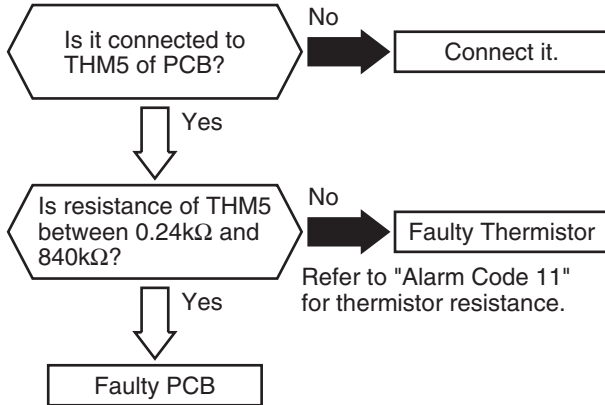 No
Is it connected to
THM5 of PCB?
Connect it.
Yes
No
Is resistance of THM5
between 0.24kΩ and
840kΩ?
Faulty Thermistor
Refer to "Alarm Code 11"
for thermistor resistance.
Yes
Faulty PCB